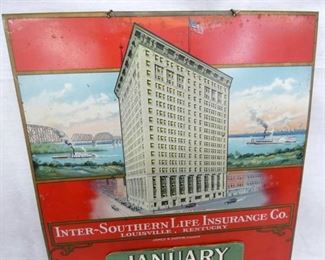 INTER-SOUTHERN LIFE INSURANCE CO.
LOUISVILLE, KENTUCKY
JANUARY